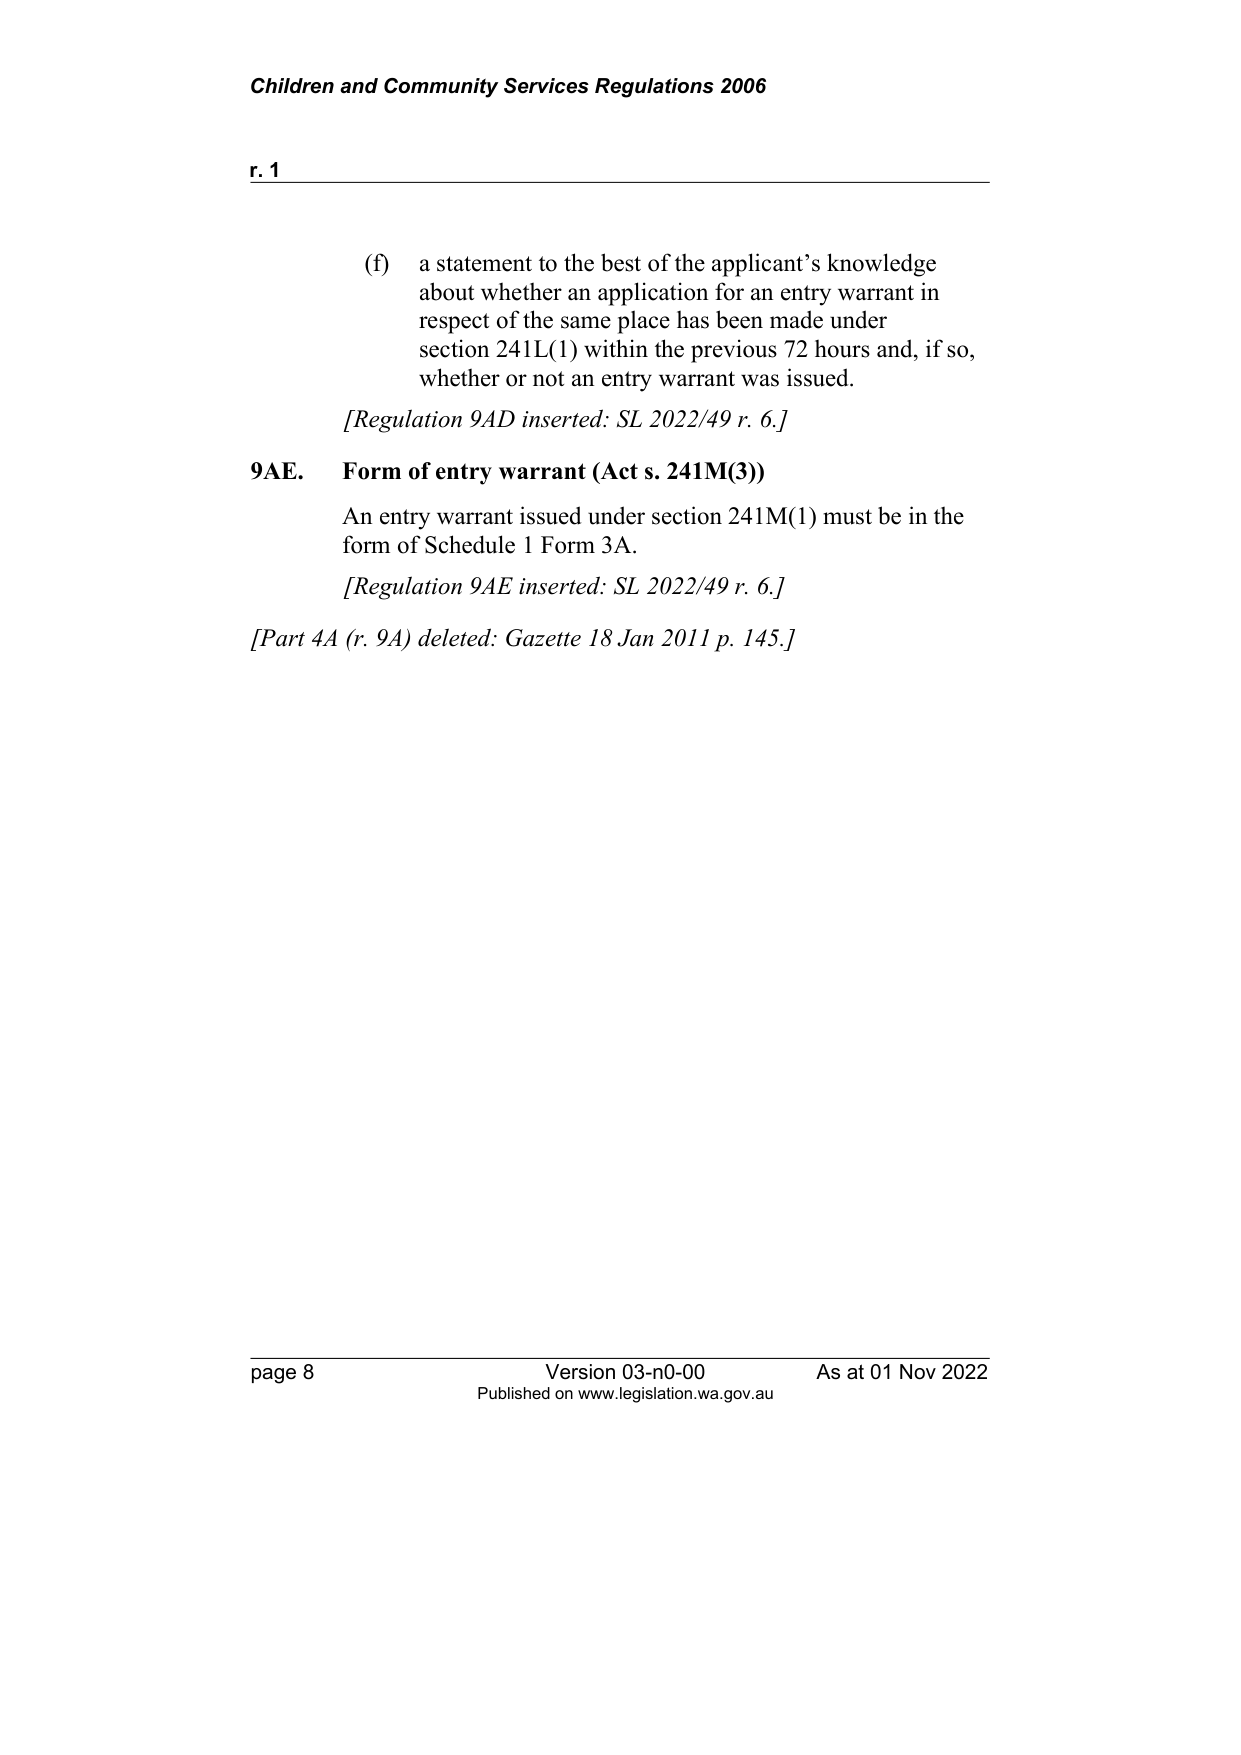 Children and Community Services Regulations 2006
r. 1
(f) a statement to the best of the applicant’s knowledge
about whether an application for an entry warrant in
respect of the same place has been made under
section 241L(1) within the previous 72 hours and, if so,
whether or not an entry warrant was issued.
[Regulation 9AD inserted: SL 2022/49 r. 6.]
9AE. Form of entry warrant (Act s. 241M(3))
An entry warrant issued under section 241M(1) must be in the
form of Schedule 1 Form 3A.
[Regulation 9AE inserted: SL 2022/49 r. 6.]
[Part 4A (r. 9A) deleted: Gazette 18 Jan 2011 p. 145.]
page 8 Version 03-n0-00 As at 01 Nov 2022
Published on www.legislation.wa.gov.au